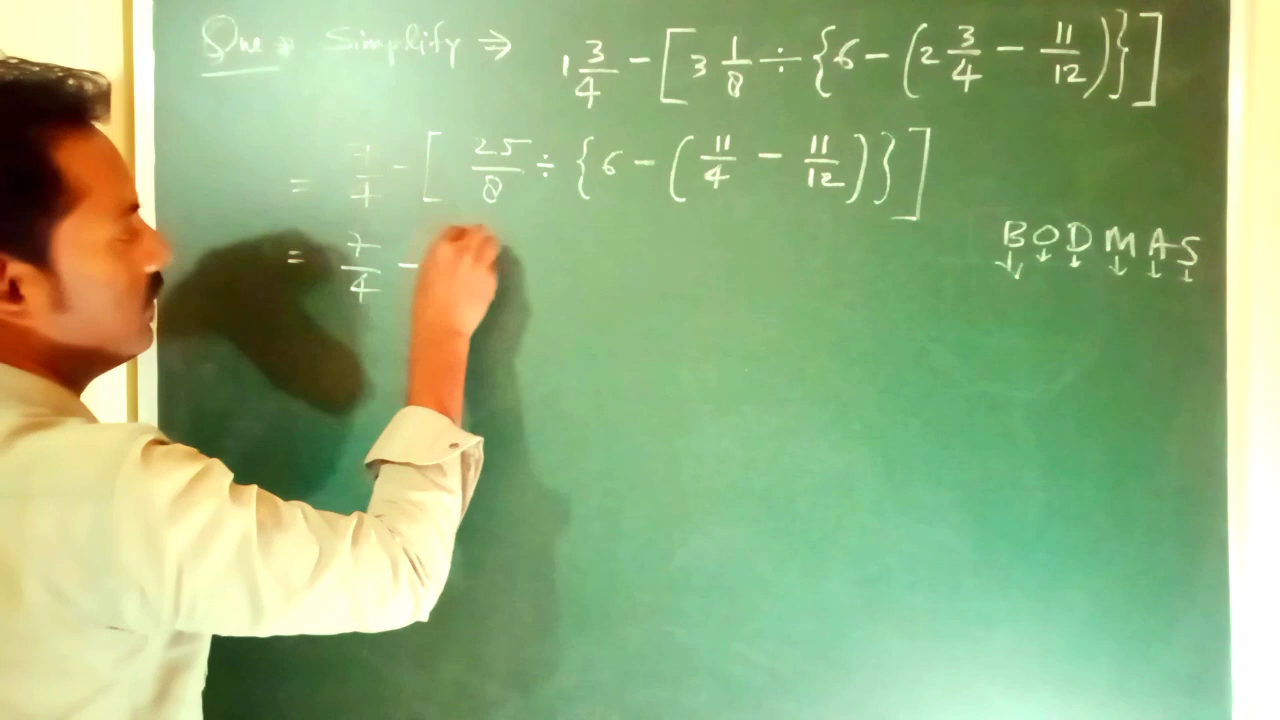 Que Simplify ⇒ 1 3/4 − [3 1/8 ÷ {6 − (2 3/4 − 11/12)}]
= 7/4 − [25/8 ÷ {6 − (11/4 − 11/12)}]
= 7/4 −
BODMAS
↓ ↓ ↓ ↓ ↓ ↓